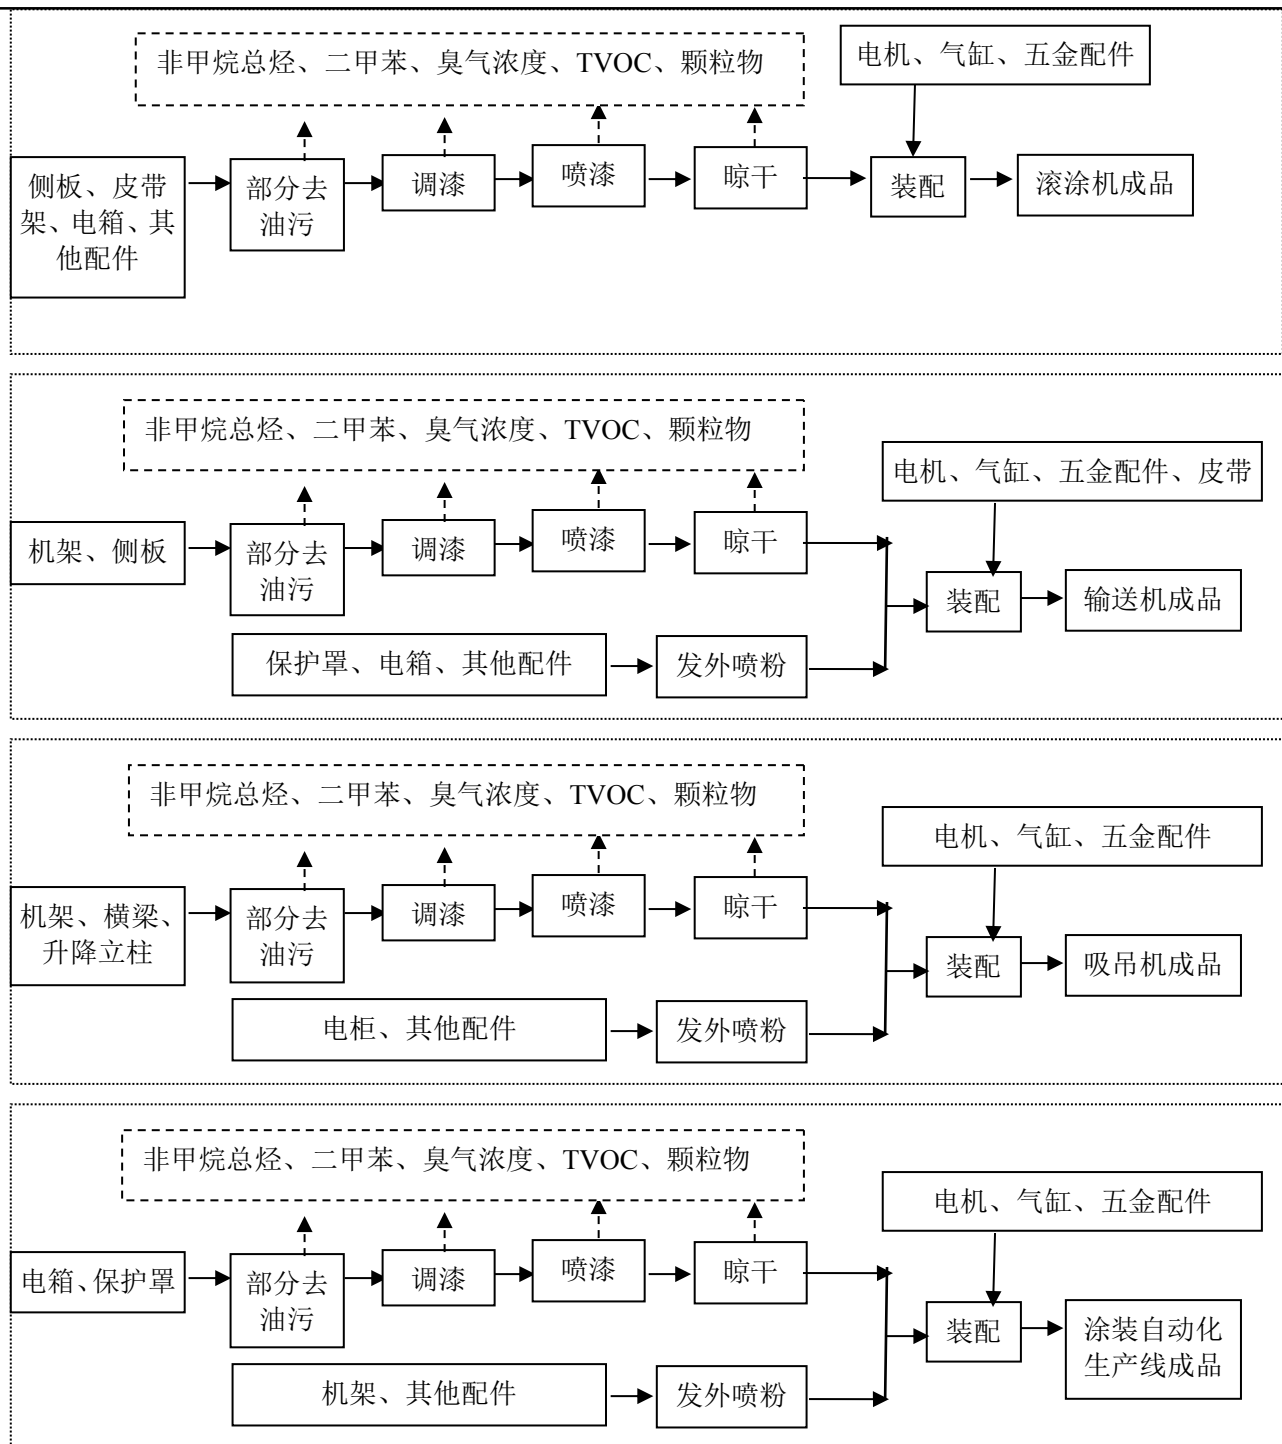 非甲烷总烃、二甲苯、臭气浓度、TVOC、颗粒物
电机、气缸、五金配件
侧板、皮带
架、电箱、其
他配件
部分去
油污
调漆
喷漆
晾干
装配
滚涂机成品
非甲烷总烃、二甲苯、臭气浓度、TVOC、颗粒物
电机、气缸、五金配件、皮带
机架、侧板
部分去
油污
调漆
喷漆
晾干
装配
输送机成品
保护罩、电箱、其他配件
发外喷粉
非甲烷总烃、二甲苯、臭气浓度、TVOC、颗粒物
电机、气缸、五金配件
机架、横梁、
升降立柱
部分去
油污
调漆
喷漆
晾干
装配
吸吊机成品
电柜、其他配件
发外喷粉
非甲烷总烃、二甲苯、臭气浓度、TVOC、颗粒物
电机、气缸、五金配件
电箱、保护罩
部分去
油污
调漆
喷漆
晾干
装配
涂装自动化
生产线成品
机架、其他配件
发外喷粉